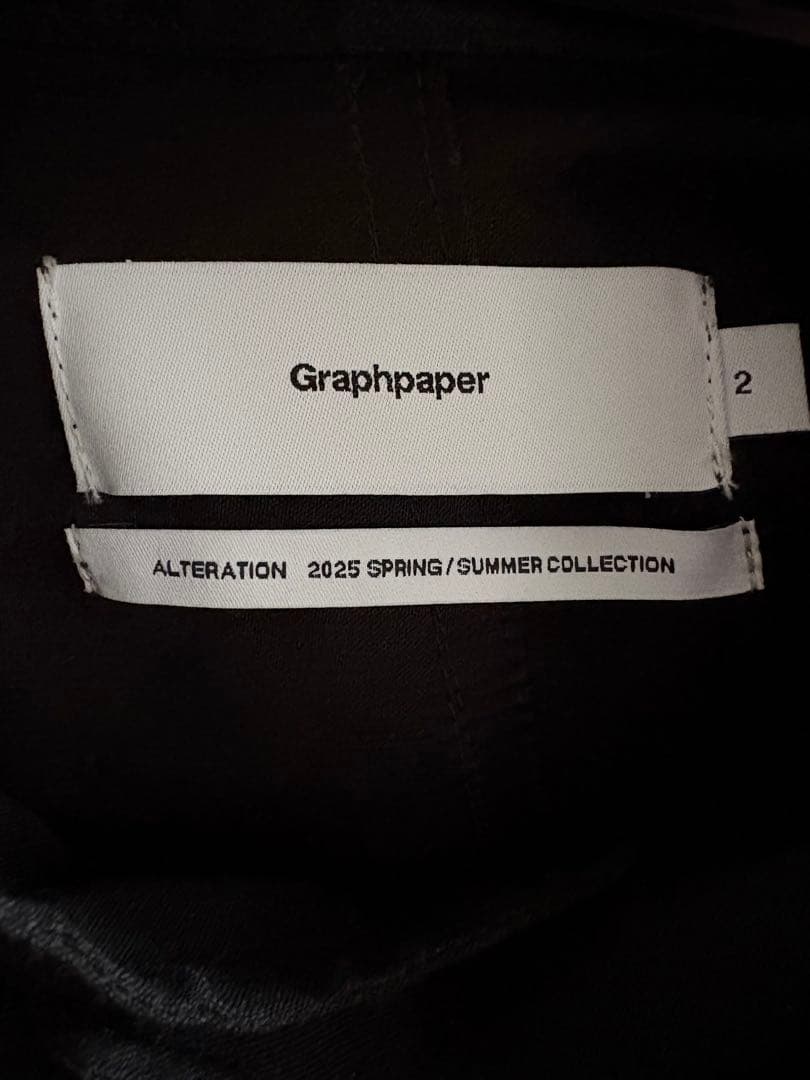 Graphpaper
2
ALTERATION 2025 SPRING/SUMMER COLLECTION